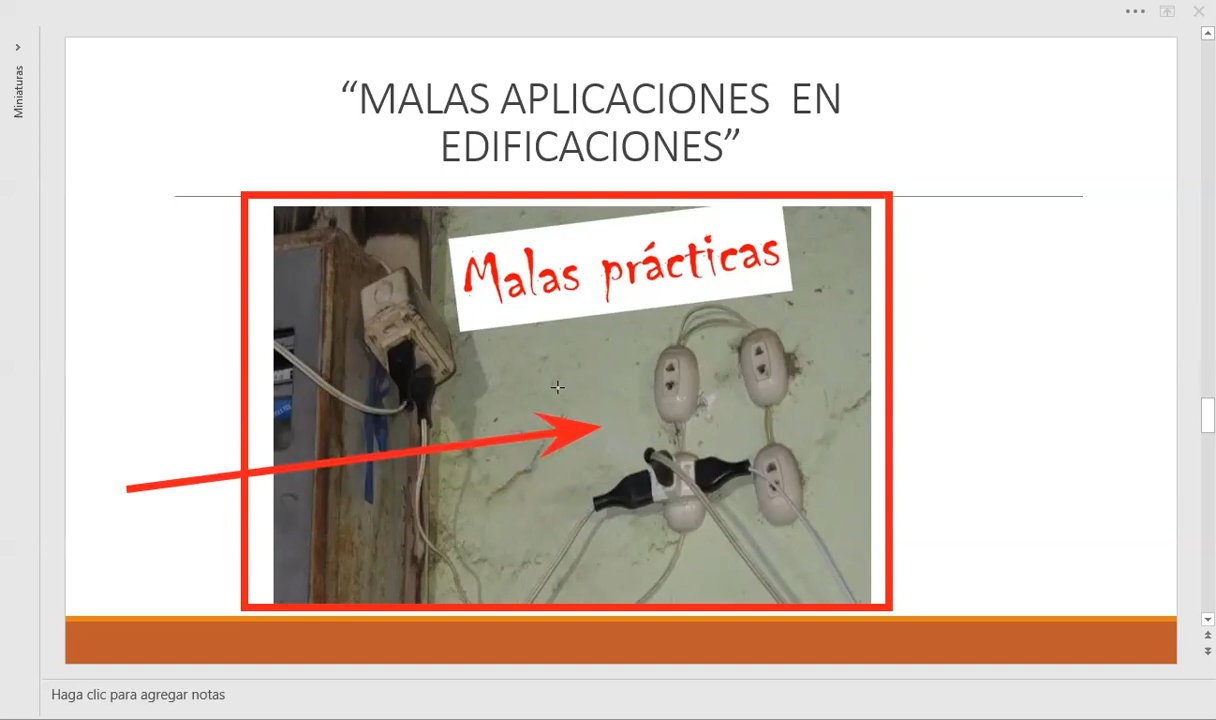 Miniaturas
“MALAS APLICACIONES EN
EDIFICACIONES”
Malas prácticas
Haga clic para agregar notas